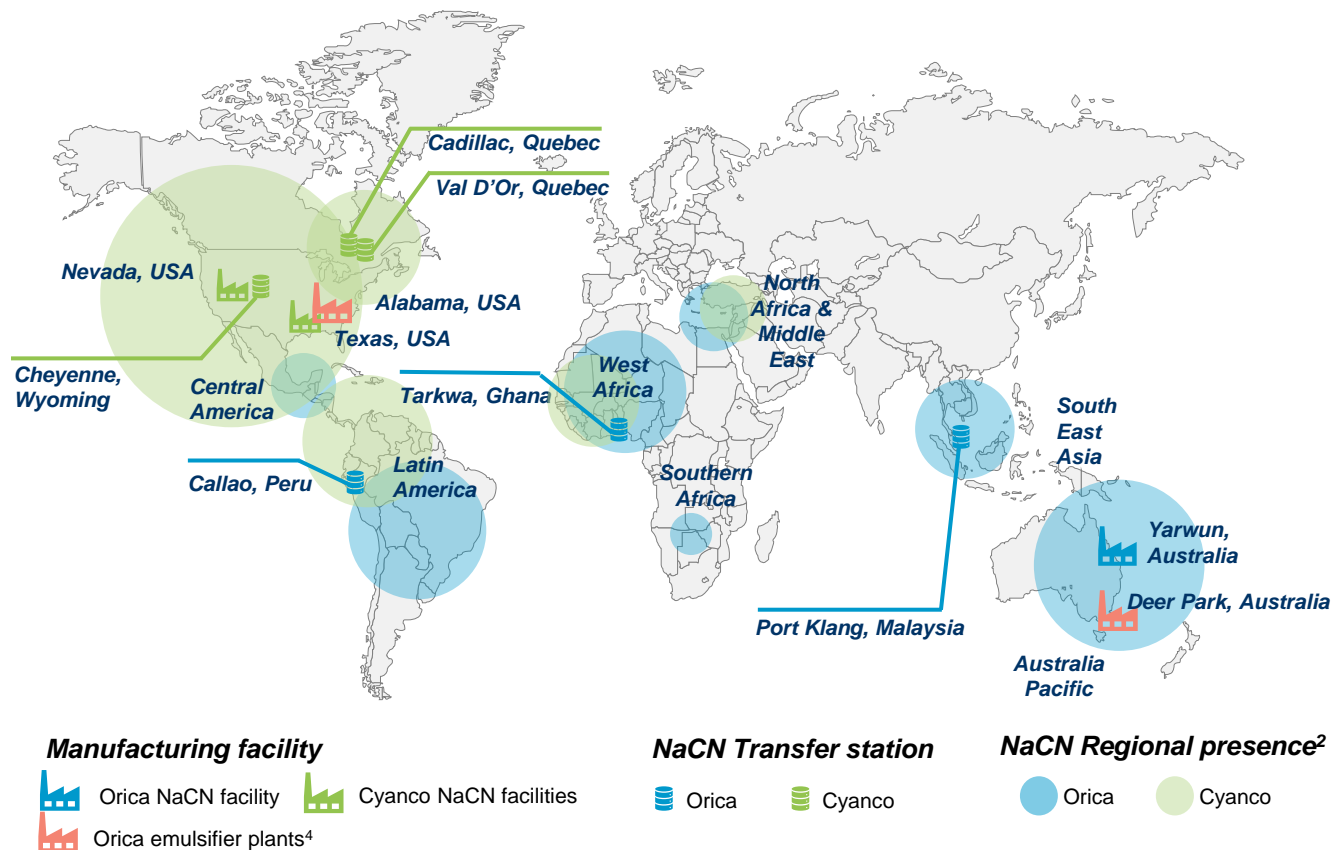 Cadillac, Quebec
Val D'Or, Quebec
Nevada, USA
Alabama, USA
Texas, USA
North
Africa &
Middle
East
Cheyenne,
Wyoming
Central
America
Tarkwa, Ghana
West
Africa
South
East
Asia
Callao, Peru
Latin
America
Southern
Africa
Yarwun,
Australia
Deer Park, Australia
Port Klang, Malaysia
Australia
Pacific
Manufacturing facility
Orica NaCN facility
Cyanco NaCN facilities
Orica emulsifier plants⁴
NaCN Transfer station
Orica
Cyanco
NaCN Regional presence²
Orica
Cyanco